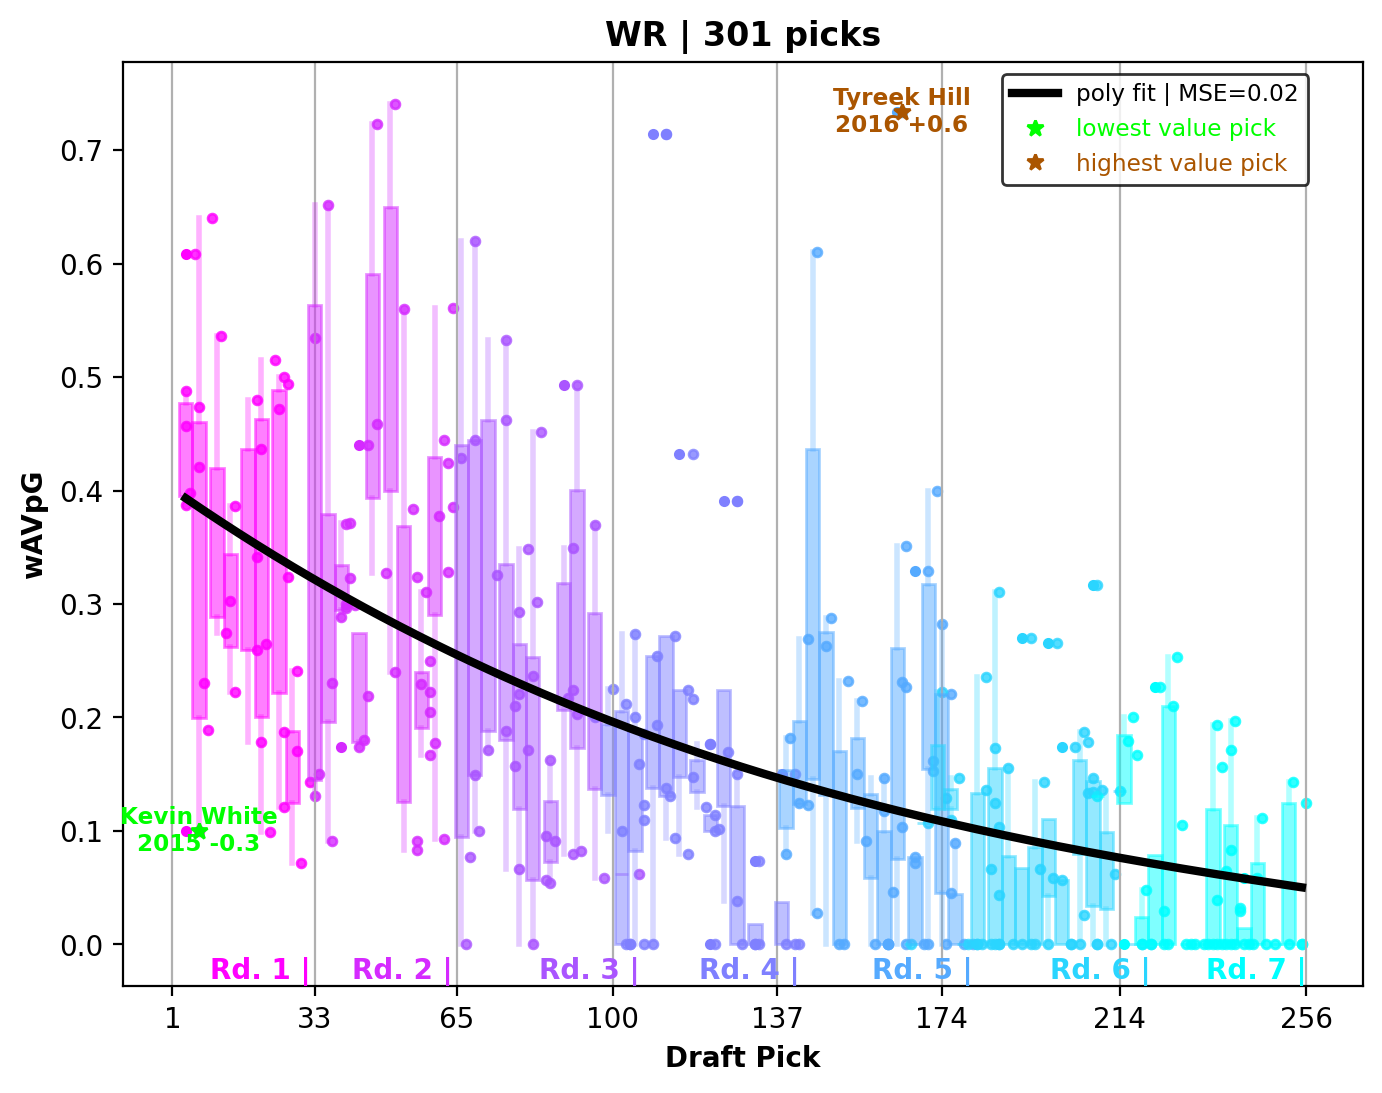 WR | 301 picks
Tyreek Hill
2016 +0.6
poly fit | MSE=0.02
lowest value pick
highest value pick
0.7
0.6
0.5
0.4
0.3
0.2
0.1
0.0
wAVpG
Kevin White
2015 -0.3
Rd. 1 |
Rd. 2 |
Rd. 3 |
Rd. 4 |
Rd. 5 |
Rd. 6 |
Rd. 7 |
1
33
65
100
137
174
214
256
Draft Pick